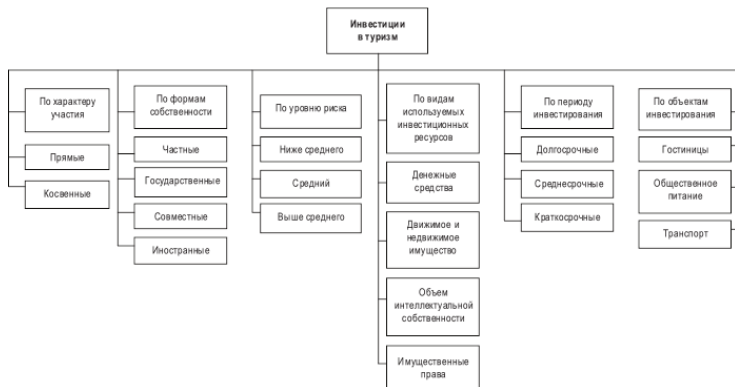 Инвестиции
в туризм
По характеру
участия
Прямые
Косвенные
По формам
собственности
Частные
Государственные
Совместные
Иностранные
По уровню риска
Ниже среднего
Средний
Выше среднего
По видам
используемых
инвестиционных
ресурсов
Денежные
средства
Движимое и
недвижимое
имущество
Объем
интеллектуальной
собственности
Имущественные
права
По периоду
инвестирования
Долгосрочные
Среднесрочные
Краткосрочные
По объектам
инвестирования
Гостиницы
Общественное
питание
Транспорт